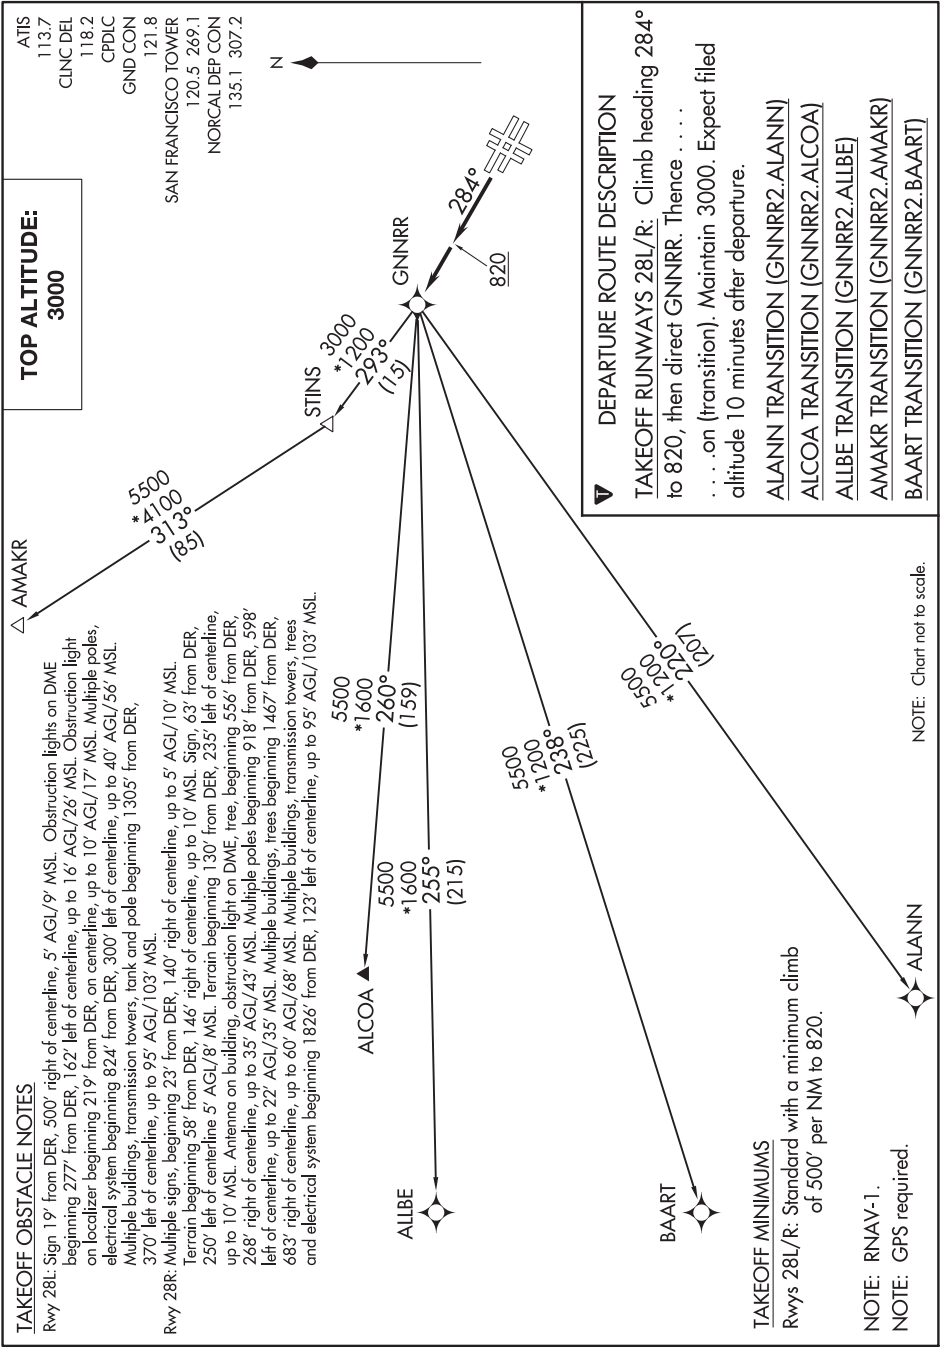 ATIS
113.7
CLNC DEL
118.2
CPDLC
GND CON
121.8
SAN FRANCISCO TOWER
120.5 269.1
NORCAL DEP CON
135.1 307.2
TOP ALTITUDE:
3000
N
TAKEOFF OBSTACLE NOTES
Rwy 28L: Sign 19' from DER, 500' right of centerline, 5' AGL/9' MSL. Obstruction lights on DME
beginning 277' from DER, 162' left of centerline, up to 16' AGL/26' MSL. Obstruction light
on localizer beginning 219' from DER, on centerline, up to 10' AGL/17' MSL. Multiple poles,
electrical system beginning 824' from DER, 300' left of centerline, up to 40' AGL/56' MSL.
Multiple buildings, transmission towers, tank and pole beginning 1305' from DER,
370' left of centerline, up to 95' AGL/103' MSL.
Rwy 28R: Multiple signs, beginning 23' from DER, 140' right of centerline, up to 5' AGL/10' MSL.
Terrain beginning 58' from DER, 146' right of centerline, up to 10' MSL. Sign, 63' from DER,
250' left of centerline 5' AGL/8' MSL. Terrain beginning 130' from DER, 235' left of centerline,
up to 10' MSL. Antenna on building, obstruction light on DME, tree, beginning 556' from DER,
268' right of centerline, up to 35' AGL/43' MSL. Multiple poles beginning 918' from DER, 598'
left of centerline, up to 22' AGL/35' MSL. Multiple buildings, trees beginning 1467' from DER,
683' right of centerline, up to 60' AGL/68' MSL. Multiple buildings, transmission towers, trees
and electrical system beginning 1826' from DER, 123' left of centerline, up to 95' AGL/103' MSL.
AMAKR
5500
*4100
313°
(85)
STINS
3000
*1200
293°
(15)
GNNRR
284°
820
5500
*1600
260°
(159)
ALCOA
5500
*1600
255°
(215)
ALLBE
5500
*1200
238°
(225)
BAART
5500
*1200
220°
(207)
ALANN
TAKEOFF MINIMUMS
Rwys 28L/R: Standard with a minimum climb
of 500' per NM to 820.
NOTE: RNAV-1.
NOTE: GPS required.
NOTE: Chart not to scale.
T
DEPARTURE ROUTE DESCRIPTION
TAKEOFF RUNWAYS 28L/R: Climb heading 284°
to 820, then direct GNNRR. Thence . . . .
. . . .on (transition). Maintain 3000. Expect filed
altitude 10 minutes after departure.
ALANN TRANSITION (GNNRR2.ALANN)
ALCOA TRANSITION (GNNRR2.ALCOA)
ALLBE TRANSITION (GNNRR2.ALLBE)
AMAKR TRANSITION (GNNRR2.AMAKR)
BAART TRANSITION (GNNRR2.BAART)